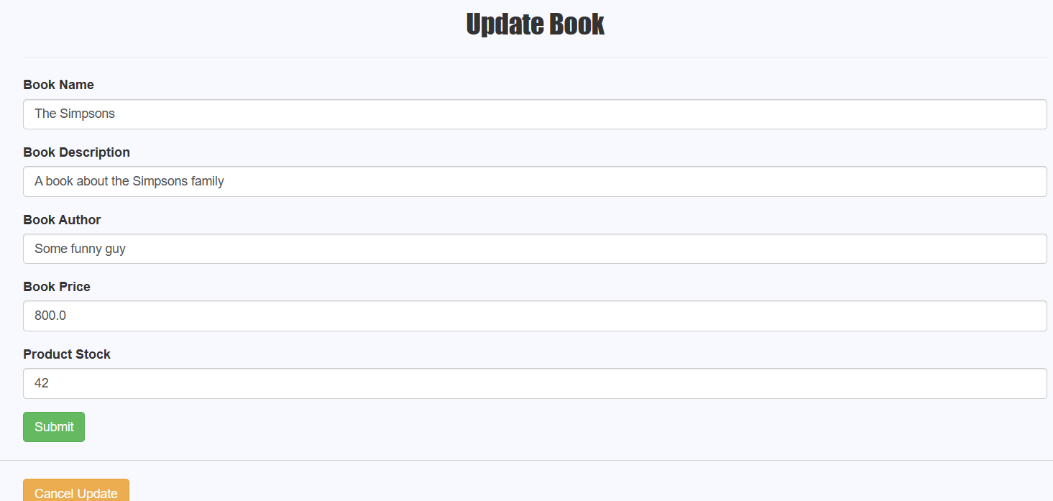 Update Book
Book Name
The Simpsons
Book Description
A book about the Simpsons family
Book Author
Some funny guy
Book Price
800.0
Product Stock
42
Submit
Cancel Update